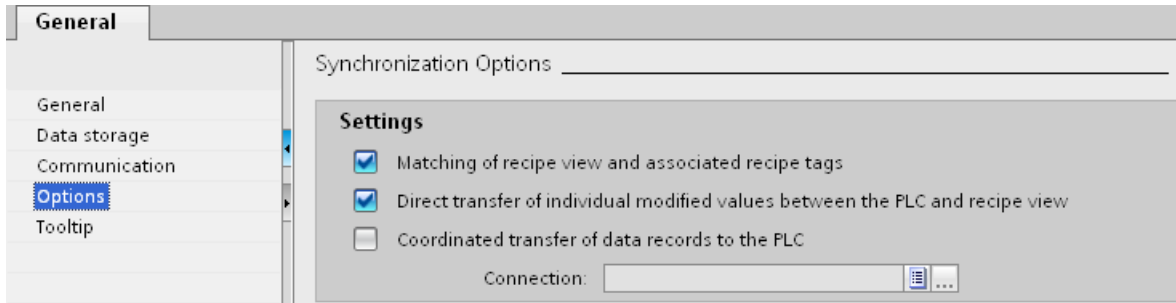 General
Synchronization Options
General
Data storage
Communication
Options
Tooltip
Settings
Matching of recipe view and associated recipe tags
Direct transfer of individual modified values between the PLC and recipe view
Coordinated transfer of data records to the PLC
Connection:
...